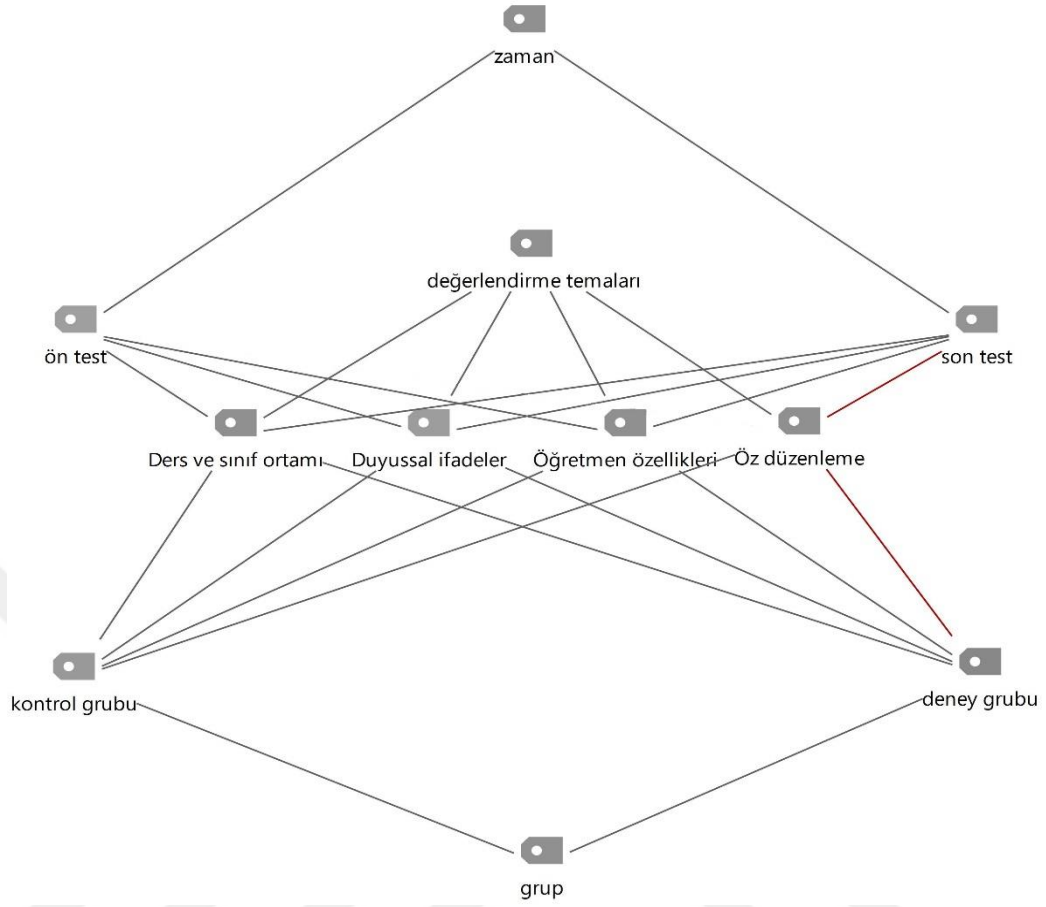 zaman
değerlendirme temaları
ön test
son test
Ders ve sınıf ortamı
Duyussal ifadeler
Öğretmen özellikleri
Öz düzenleme
kontrol grubu
deney grubu
grup